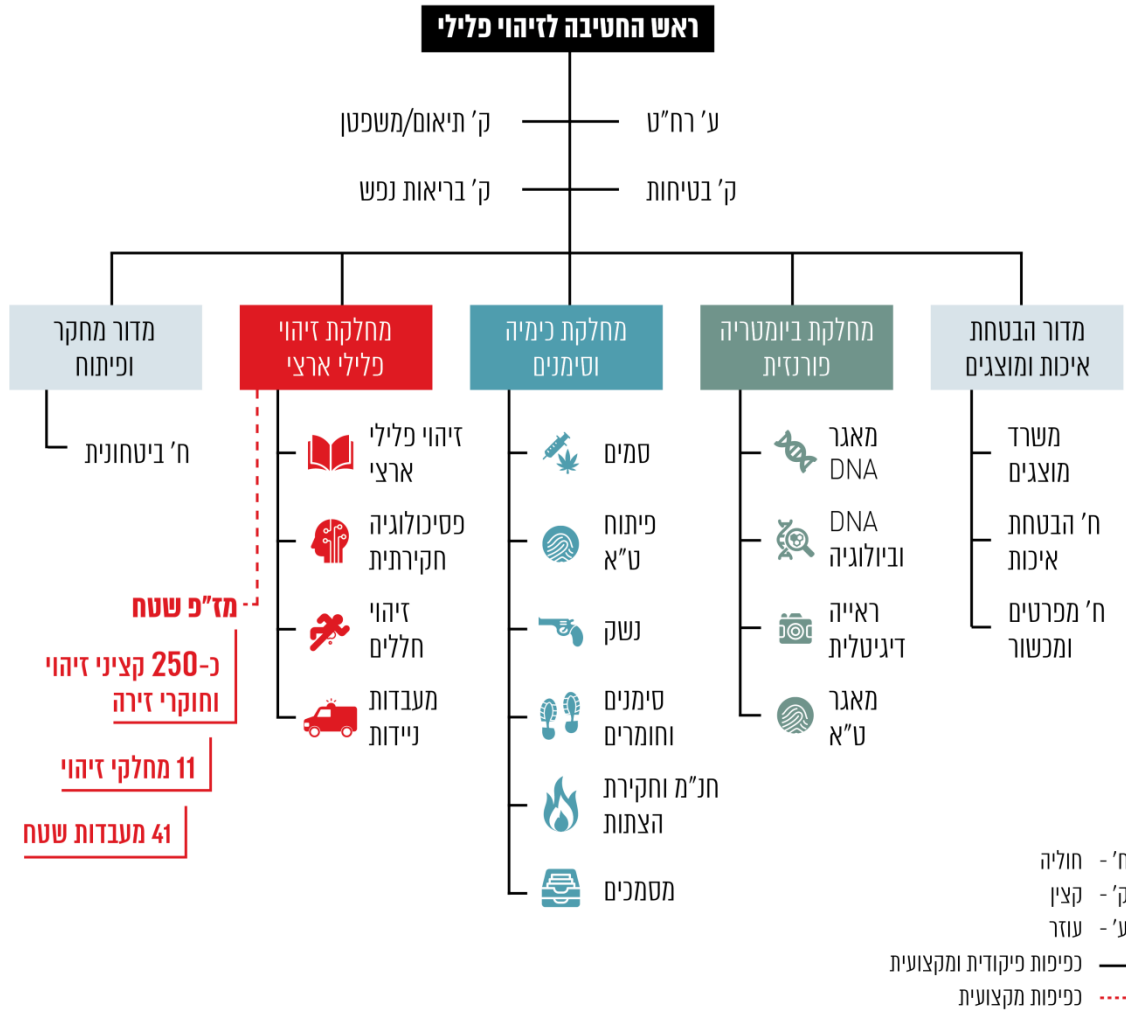 ראש החטיבה לזיהוי פלילי
ע' רח"ט
ק' תיאום/משפטן
ק' בטיחות
ק' בריאות נפש
מדור הבטחת
איכות ומוצגים
משרד
מוצגים
ח' הבטחת
איכות
ח' מפרטים
ומכשור
מחלקת ביומטריה
פורנזית
מאגר
DNA
DNA
וביולוגיה
ראייה
דיגיטלית
מאגר
ט"א
מחלקת כימיה
וסימנים
סמים
פיתוח
ט"א
נשק
סימנים
וחומרים
חנ"מ וחקירת
הצתות
מסמכים
מחלקת זיהוי
פלילי ארצי
זיהוי פלילי
ארצי
פסיכולוגיה
חקירתית
זיהוי
חללים
מעבדות
ניידות
מז"פ שטח
כ-250 קציני זיהוי
וחוקרי זירה
11 מחלקי זיהוי
41 מעבדות שטח
מדור מחקר
ופיתוח
ח' ביטחונית
ח' - חוליה
ק' - קצין
ע' - עוזר
כפיפות פיקודית ומקצועית
כפיפות מקצועית